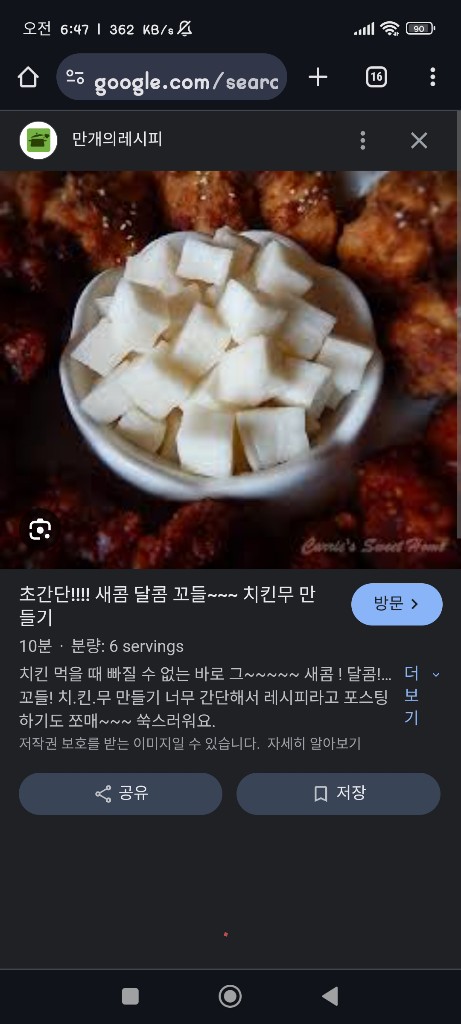 오전 6:47 | 362 KB/s
90
google.com/searc
16
만개의레시피
Carrie's Sweet Home
초간단!!!! 새콤 달콤 꼬들~~~ 치킨무 만
들기
방문
10분 · 분량: 6 servings
치킨 먹을 때 빠질 수 없는 바로 그~~~~~ 새콤 ! 달콤!...
꼬들! 치.킨.무 만들기 너무 간단해서 레시피라고 포스팅
하기도 쪼매~~~ 쑥스러워요.
더
보
기
저작권 보호를 받는 이미지일 수 있습니다. 자세히 알아보기
공유
저장